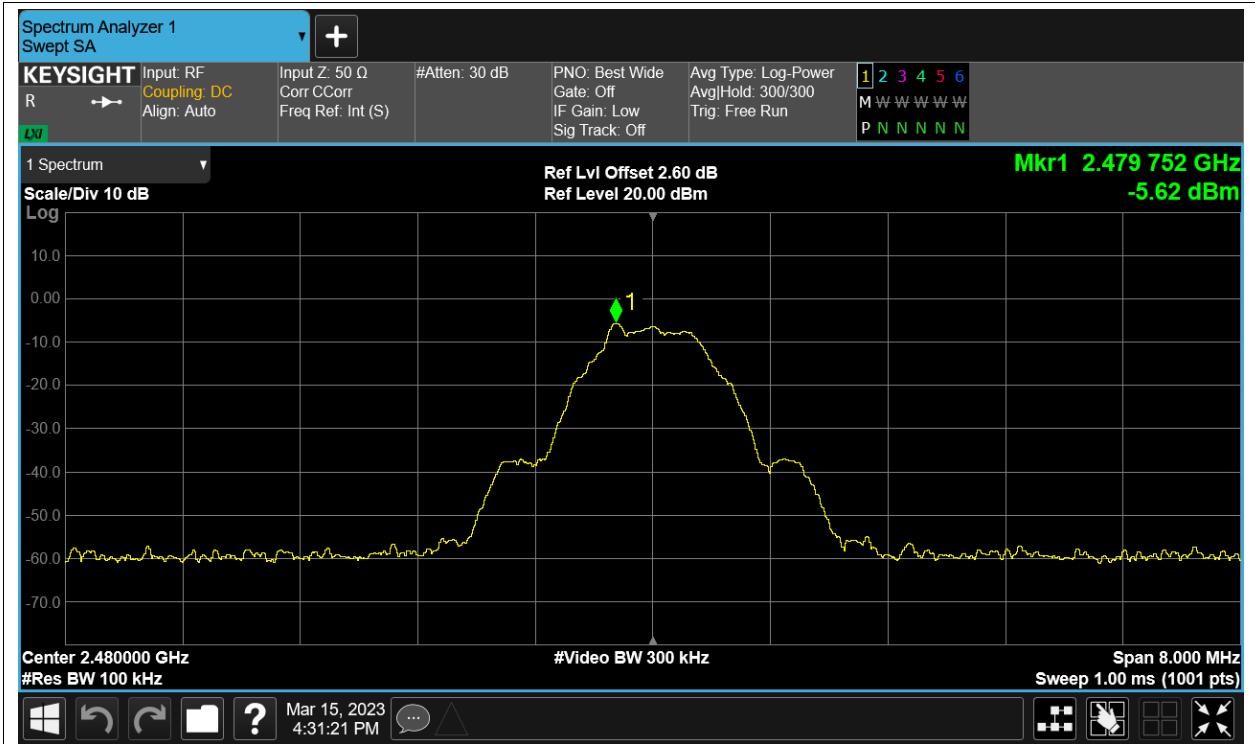 Spectrum Analyzer 1
Swept SA
KEYSIGHT
R
LXI
Input: RF
Coupling: DC
Align: Auto
Input Z: 50 Ω
Corr CCorr
Freq Ref: Int (S)
#Atten: 30 dB
PNO: Best Wide
Gate: Off
IF Gain: Low
Sig Track: Off
Avg Type: Log-Power
Avg|Hold: 300/300
Trig: Free Run
1 2 3 4 5 6
M W W W W W
P N N N N N
1 Spectrum
Scale/Div 10 dB
Log
Ref Lvl Offset 2.60 dB
Ref Level 20.00 dBm
Mkr1 2.479 752 GHz
-5.62 dBm
10.0
0.00
1
-10.0
-20.0
-30.0
-40.0
-50.0
-60.0
-70.0
Center 2.480000 GHz
#Res BW 100 kHz
#Video BW 300 kHz
Span 8.000 MHz
Sweep 1.00 ms (1001 pts)
?
Mar 15, 2023
4:31:21 PM